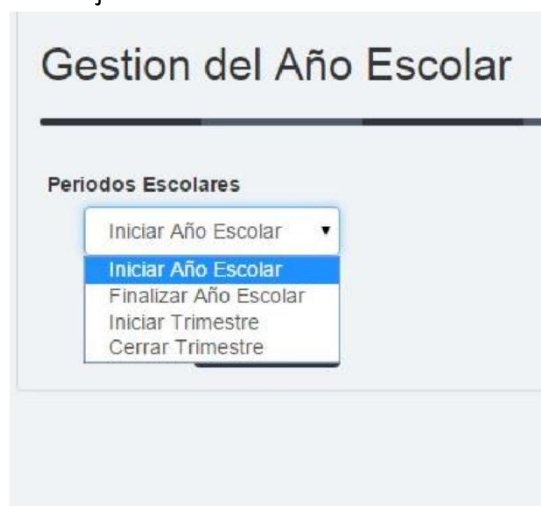 Gestion del Año Escolar
Periodos Escolares
Iniciar Año Escolar
Iniciar Año Escolar
Finalizar Año Escolar
Iniciar Trimestre
Cerrar Trimestre